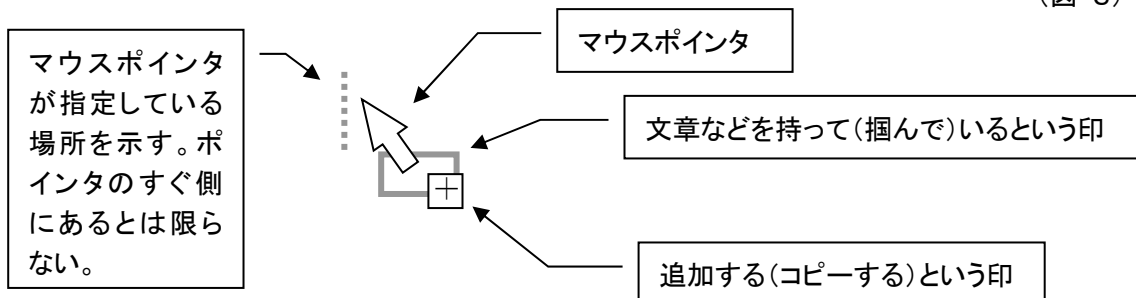 マウスポインタ
が指定している
場所を示す。ポ
インタのすぐ側
にあるとは限ら
ない。
マウスポインタ
文章などを持って(掴んで)いるという印
追加する(コピーする)という印